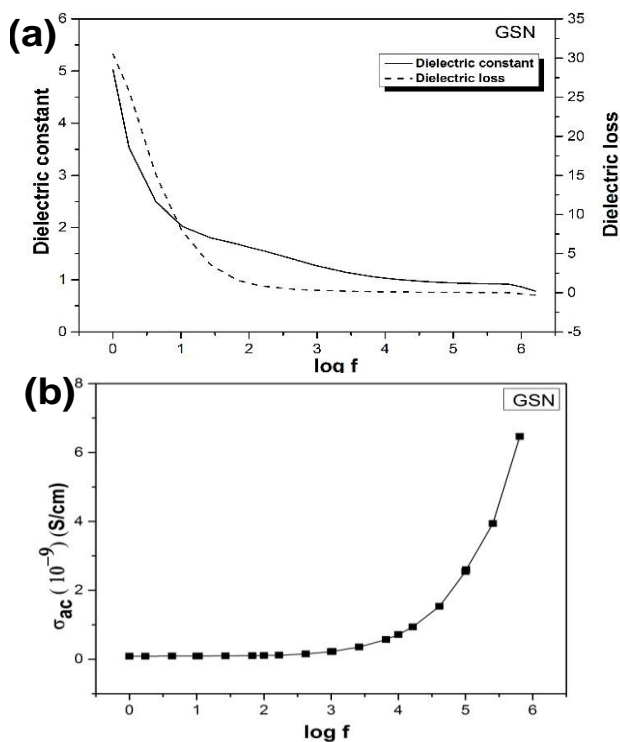 (a)
GSN
Dielectric constant
Dielectric loss
Dielectric constant
Dielectric loss
6
5
4
3
2
1
0
35
30
25
20
15
10
5
0
-5
0 1 2 3 4 5 6
log f
(b)
GSN
σac (10⁻⁹) (S/cm)
8
6
4
2
0
0 1 2 3 4 5 6
log f